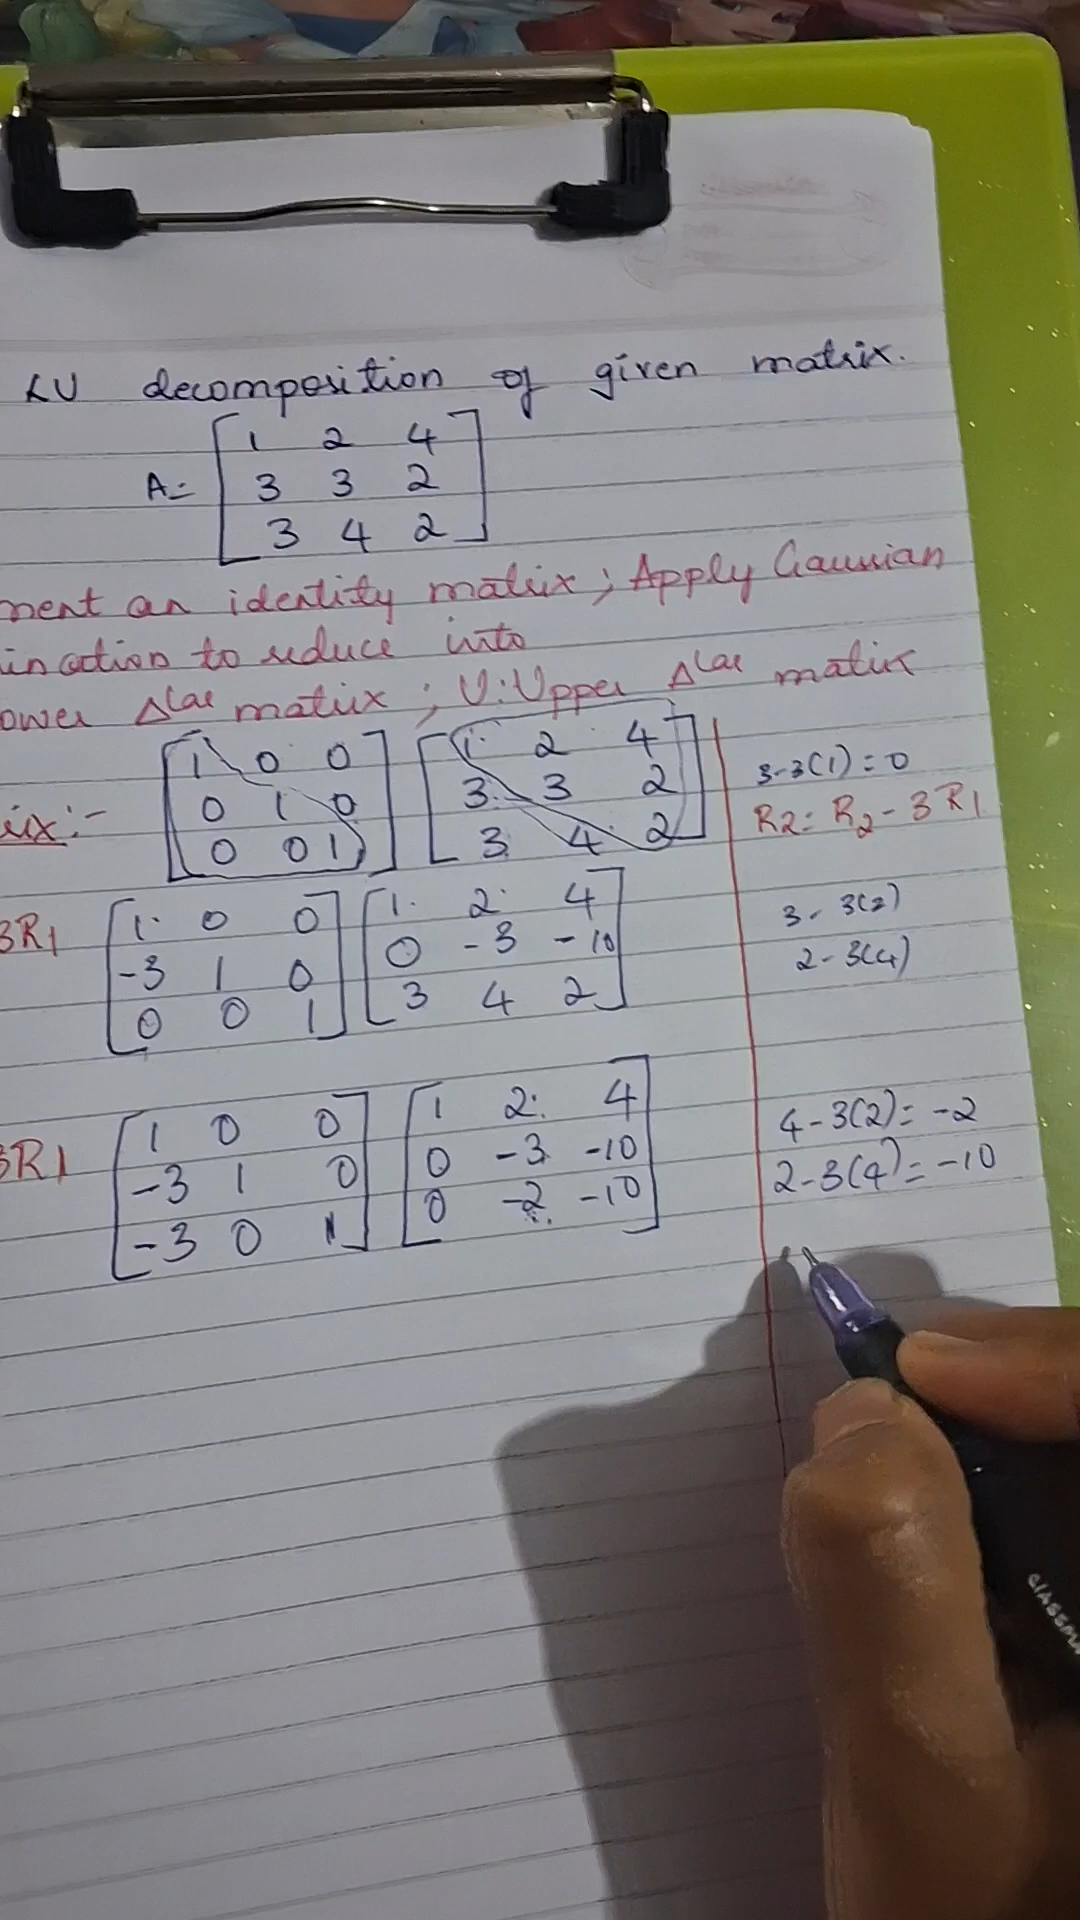 LU decomposition of given matrix.
A= [ 1 2 4
3 3 2
3 4 2 ]
ment an identity matrix; Apply Gaussian
ination to reduce into
ower Δlar matrix; U:Upper Δlar matrix
ix:- [ 1 0 0 ] [ 1 2 4 ] 3-3(1)=0
0 1 0 3 3 2 R2= R2-3R1
0 0 1 3 4 2
3R1 [ 1 0 0 ] [ 1 2 4 ] 3-3(2)
-3 1 0 0 -3 -10 2-3(4)
0 0 1 3 4 2
3R1 [ 1 0 0 ] [ 1 2 4 ] 4-3(2)=-2
-3 1 0 0 -3 -10 2-3(4)=-10
-3 0 1 0 -2 -10